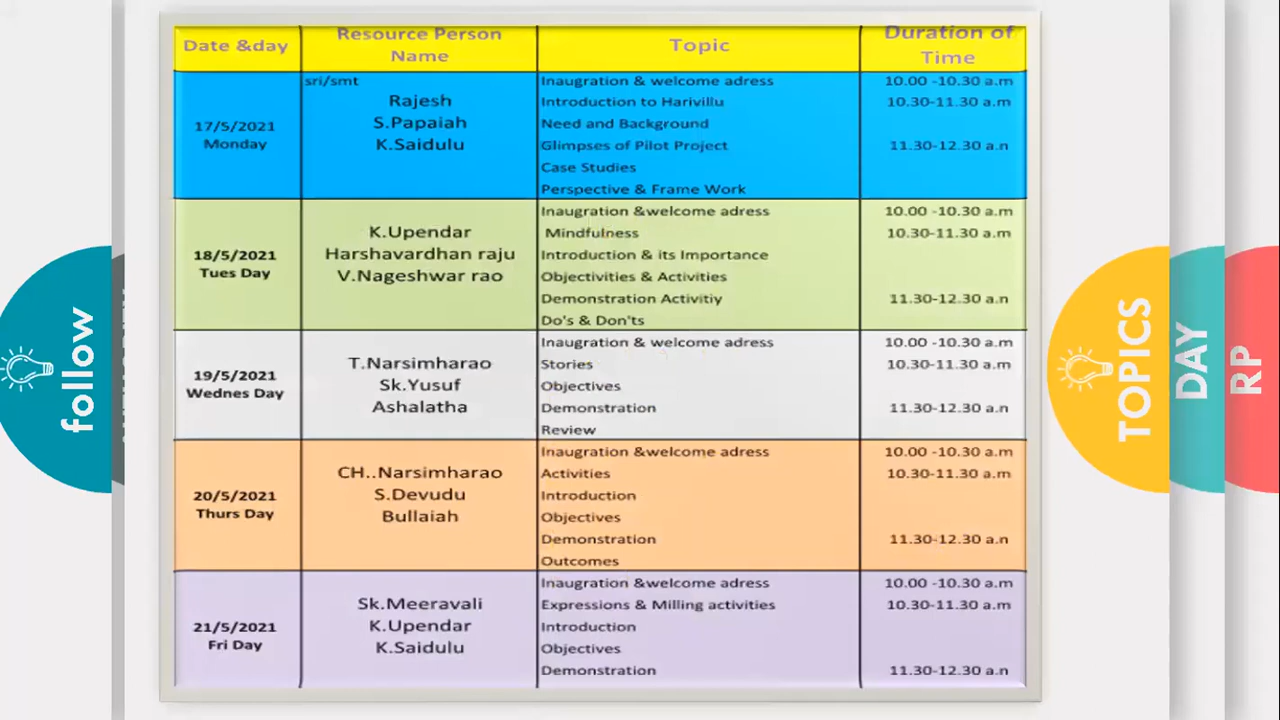 Date &day
Resource Person Name
Topic
Duration of Time
17/5/2021
Monday
sri/smt
Rajesh
S.Papaiah
K.Saidulu
Inaugration & welcome adress
Introduction to Harivillu
Need and Background
Glimpses of Pilot Project
Case Studies
Perspective & Frame Work
10.00 -10.30 a.m
10.30-11.30 a.m
11.30-12.30 a.n
18/5/2021
Tues Day
K.Upendar
Harshavardhan raju
V.Nageshwar rao
Inaugration &welcome adress
Mindfulness
Introduction & its Importance
Objectivities & Activities
Demonstration Activitiy
Do's & Don'ts
10.00 -10.30 a.m
10.30-11.30 a.m
11.30-12.30 a.n
19/5/2021
Wednes Day
T.Narsimharao
Sk.Yusuf
Ashalatha
Inaugration & welcome adress
Stories
Objectives
Demonstration
Review
10.00 -10.30 a.m
10.30-11.30 a.m
11.30-12.30 a.n
20/5/2021
Thurs Day
CH..Narsimharao
S.Devudu
Bullaiah
Inaugration &welcome adress
Activities
Introduction
Objectives
Demonstration
Outcomes
10.00 -10.30 a.m
10.30-11.30 a.m
11.30-12.30 a.n
21/5/2021
Fri Day
Sk.Meeravali
K.Upendar
K.Saidulu
Inaugration &welcome adress
Expressions & Milling activities
Introduction
Objectives
Demonstration
10.00 -10.30 a.m
10.30-11.30 a.m
11.30-12.30 a.n
follow
TOPICS
DAY
RP